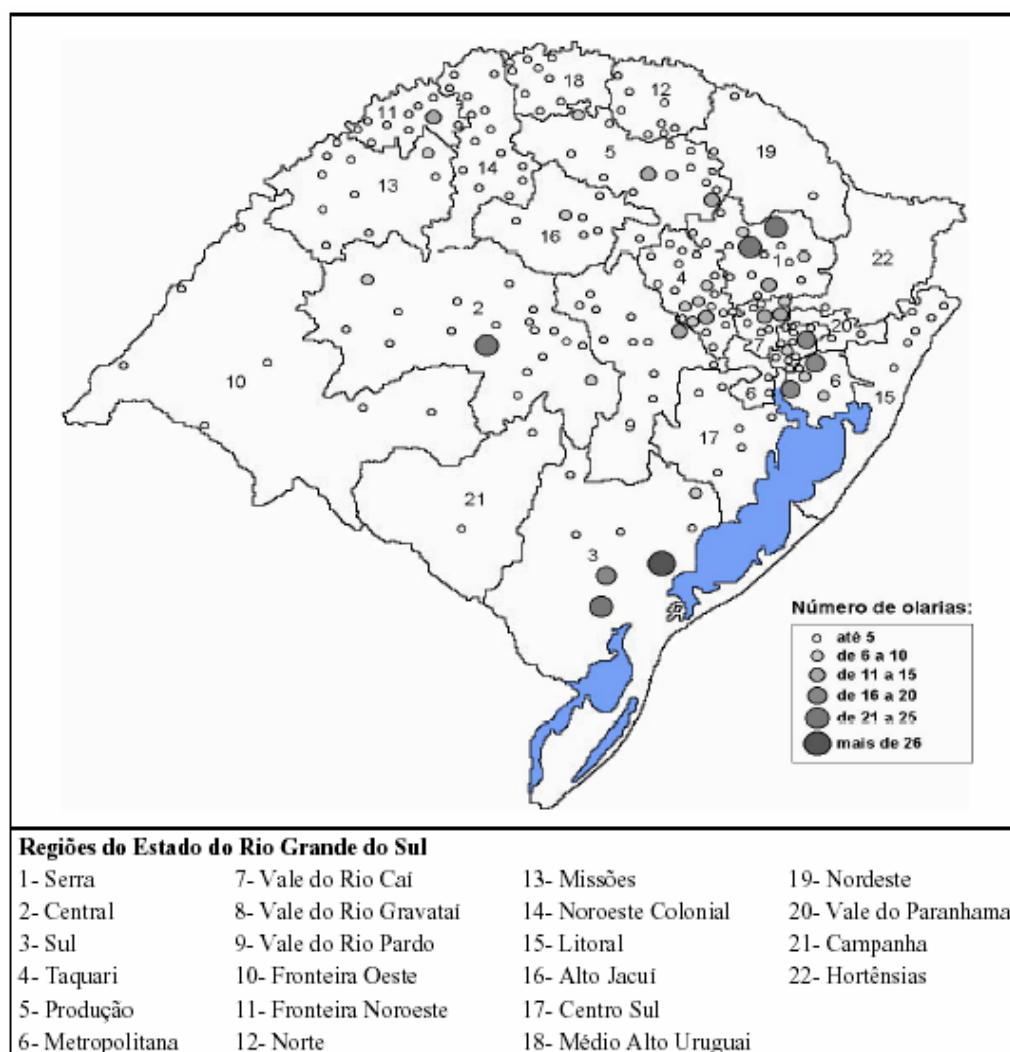 18
12
11
5
19
14
13
16
1
22
4
2
20
7
10
6
6
15
9
17
21
3
Número de olarias:
até 5
de 6 a 10
de 11 a 15
de 16 a 20
de 21 a 25
mais de 26
Regiões do Estado do Rio Grande do Sul
1- Serra 7- Vale do Rio Caí 13- Missões 19- Nordeste
2- Central 8- Vale do Rio Gravataí 14- Noroeste Colonial 20- Vale do Paranhama
3- Sul 9- Vale do Rio Pardo 15- Litoral 21- Campanha
4- Taquari 10- Fronteira Oeste 16- Alto Jacuí 22- Hortênsias
5- Produção 11- Fronteira Noroeste 17- Centro Sul
6- Metropolitana 12- Norte 18- Médio Alto Uruguai